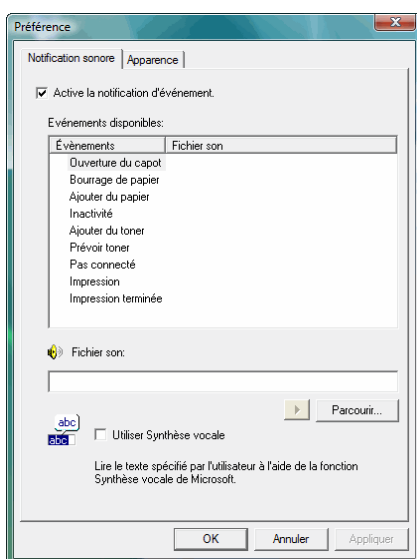 Préférence
Notification sonore Apparence
Active la notification d'événement.
Evénements disponibles:
Évènements Fichier son
Ouverture du capot
Bourrage de papier
Ajouter du papier
Inactivité
Ajouter du toner
Prévoir toner
Pas connecté
Impression
Impression terminée
Fichier son:
Parcourir...
abc
abc
Utiliser Synthèse vocale
Lire le texte spécifié par l'utilisateur à l'aide de la fonction
Synthèse vocale de Microsoft.
OK Annuler Appliquer